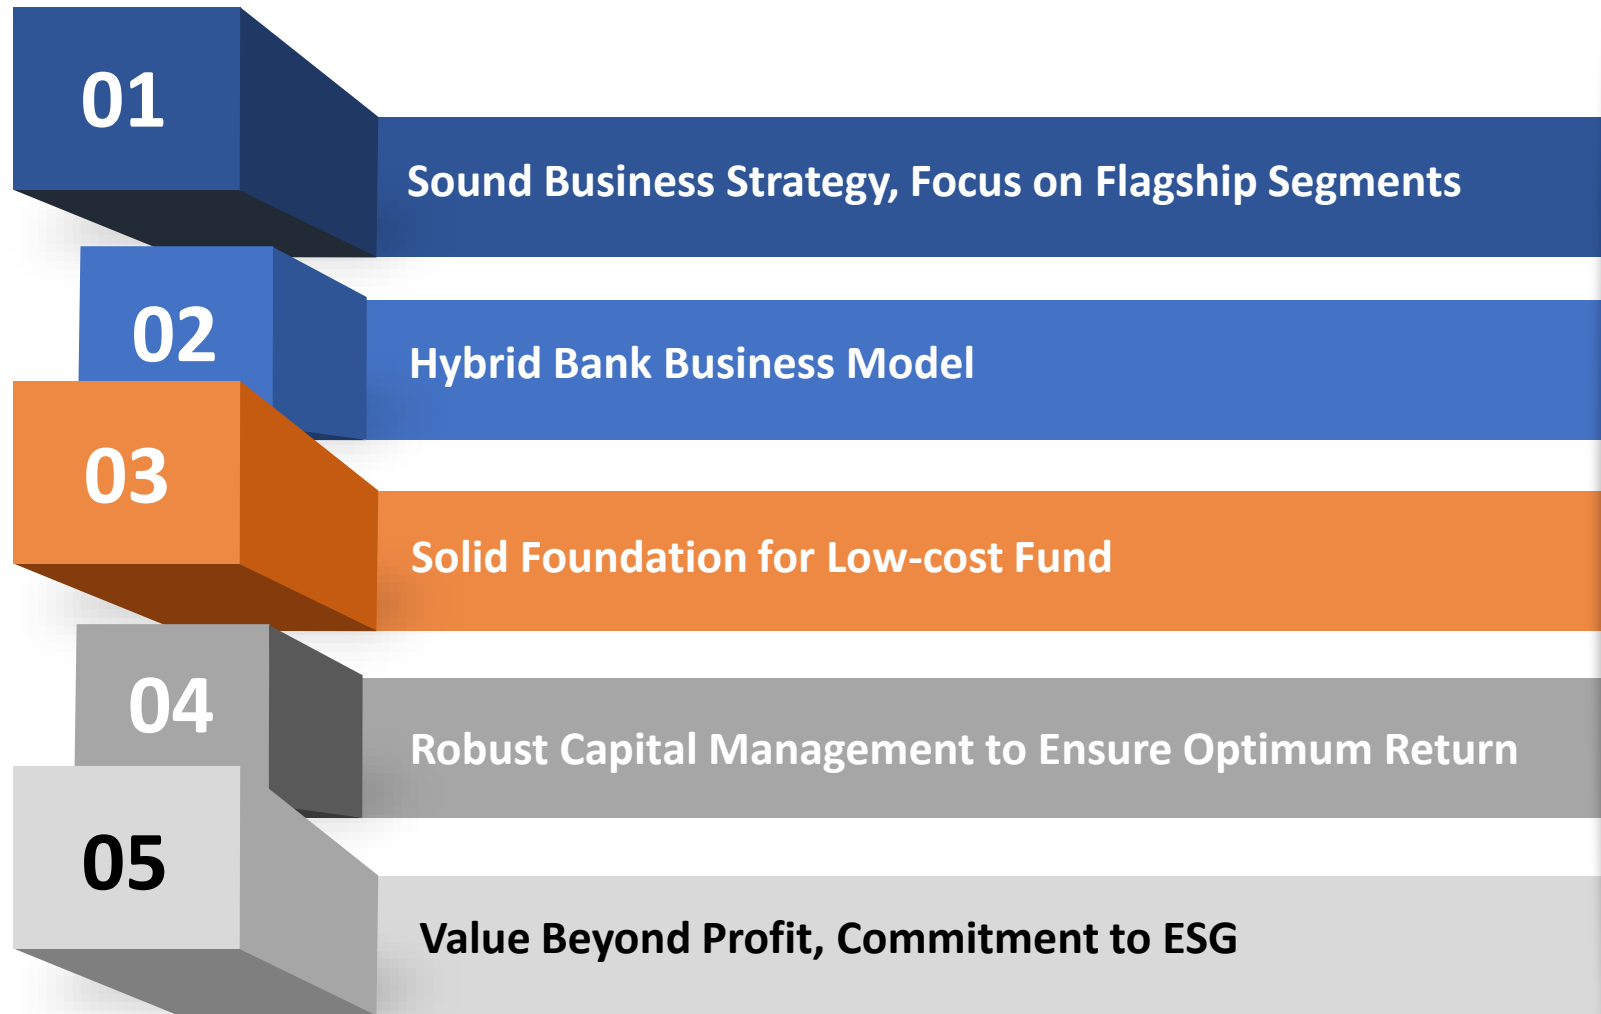 01
Sound Business Strategy, Focus on Flagship Segments
02
Hybrid Bank Business Model
03
Solid Foundation for Low-cost Fund
04
Robust Capital Management to Ensure Optimum Return
05
Value Beyond Profit, Commitment to ESG